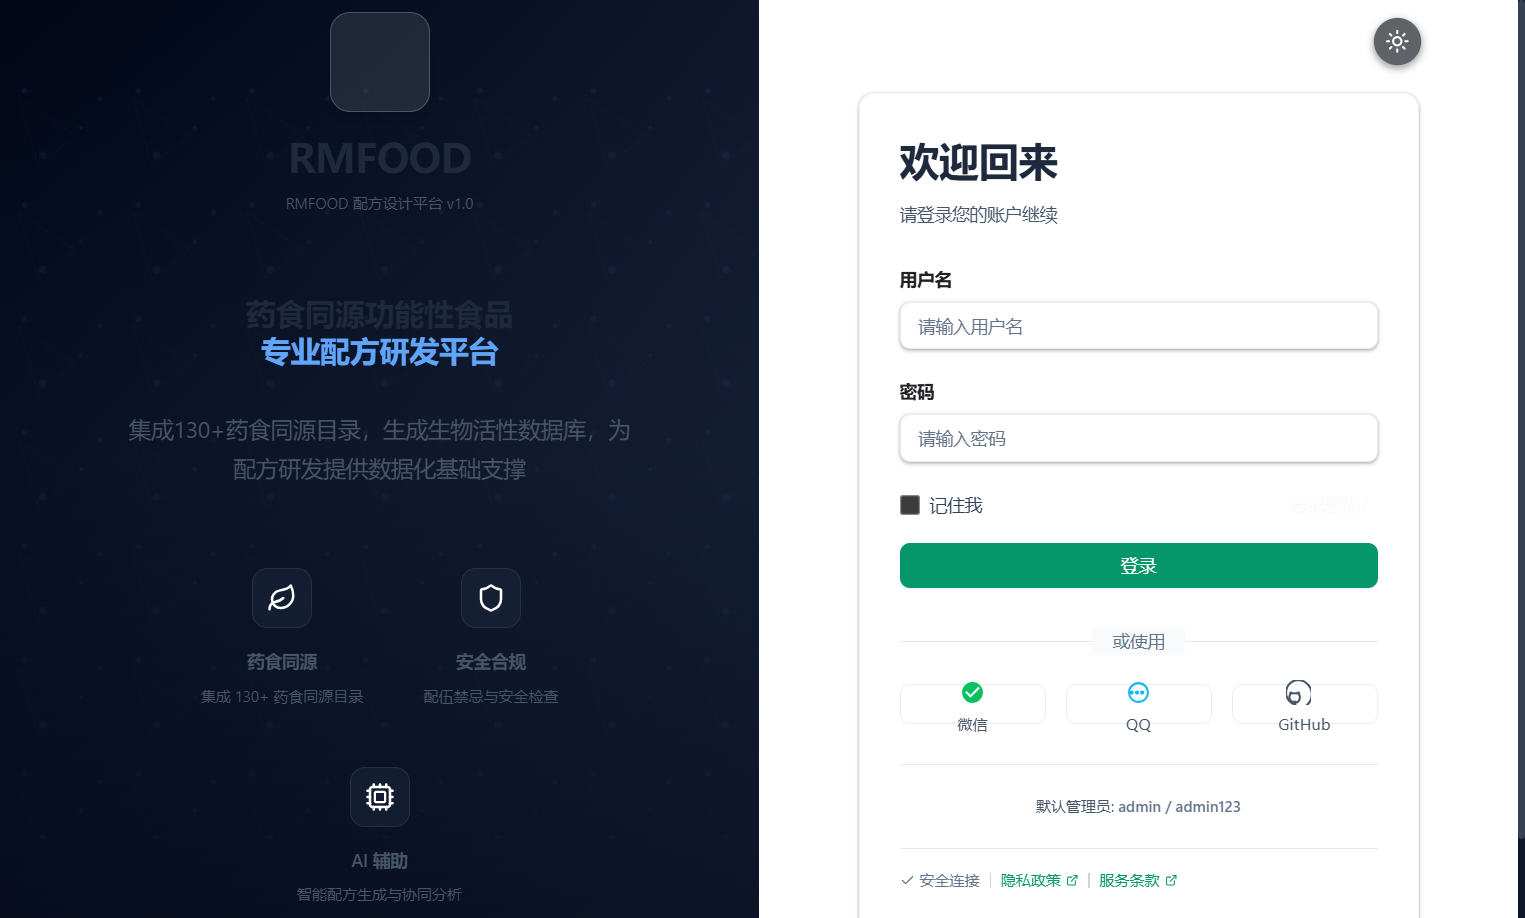 RMFOOD
RMFOOD 配方设计平台 v1.0
药食同源功能性食品
专业配方研发平台
集成130+药食同源目录，生成生物活性数据库，为
配方研发提供数据化基础支撑
药食同源
集成 130+ 药食同源目录
安全合规
配伍禁忌与安全检查
AI 辅助
智能配方生成与协同分析
欢迎回来
请登录您的账户继续
用户名
请输入用户名
密码
请输入密码
记住我
忘记密码?
登录
或使用
微信
QQ
GitHub
默认管理员: admin / admin123
安全连接
隐私政策
服务条款